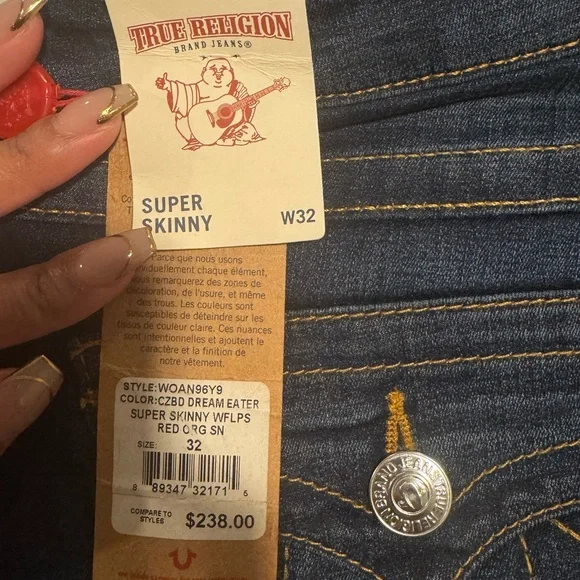 TRUE RELIGION
BRAND JEANS®
SUPER
SKINNY
W32
Parce que nous usons
individuellement chaque élément,
vous remarquerez des zones de
décoloration, de l'usure, et même
des trous. Les couleurs sont
susceptibles de déteindre sur les
tissus de couleur claire. Ces nuances
sont intentionnelles et ajoutent le
caractère et la finition de
notre vêtement.
STYLE:WOAN96Y9
COLOR:CZBD DREAM EATER
SUPER SKINNY WFLPS
RED ORG SN
SIZE: 32
8 89347 32171 5
COMPARE TO
STYLES $238.00
BRAND JEANS TRUE RELIGION